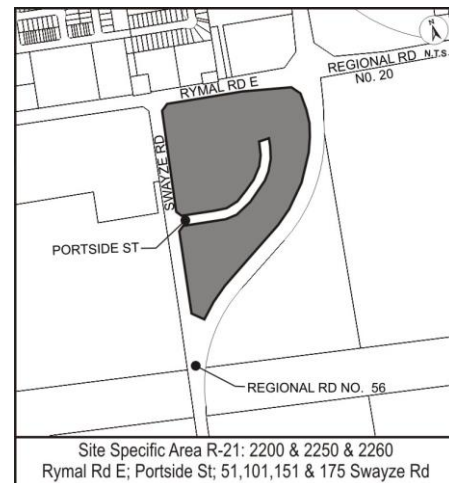 N
N.T.S.
REGIONAL RD
NO. 20
RYMAL RD E
SWAYZE RD
PORTSIDE ST
REGIONAL RD NO. 56
Site Specific Area R-21: 2200 & 2250 & 2260
Rymal Rd E; Portside St; 51,101,151 & 175 Swayze Rd